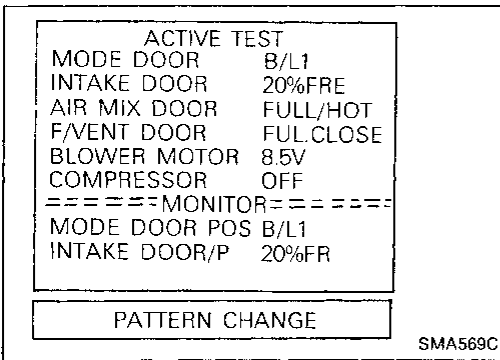 ACTIVE TEST
MODE DOOR B/L1
INTAKE DOOR 20%FRE
AIR MIX DOOR FULL/HOT
F/VENT DOOR FUL.CLOSE
BLOWER MOTOR 8.5V
COMPRESSOR OFF
======MONITOR======
MODE DOOR POS B/L1
INTAKE DOOR/P 20%FR
PATTERN CHANGE
SMA569C